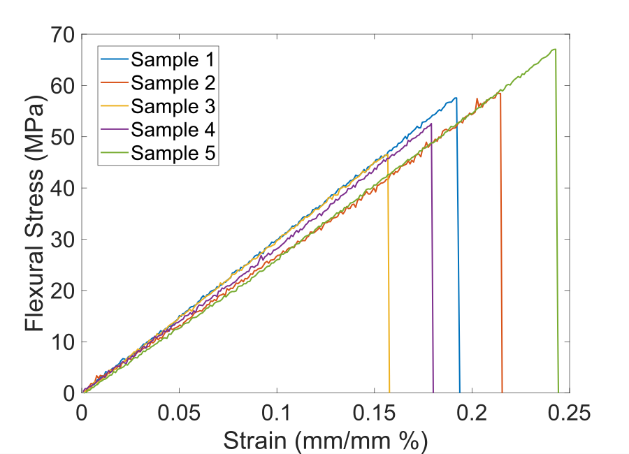 70
60
50
40
30
20
10
0
Flexural Stress (MPa)
Sample 1
Sample 2
Sample 3
Sample 4
Sample 5
0 0.05 0.1 0.15 0.2 0.25
Strain (mm/mm %)